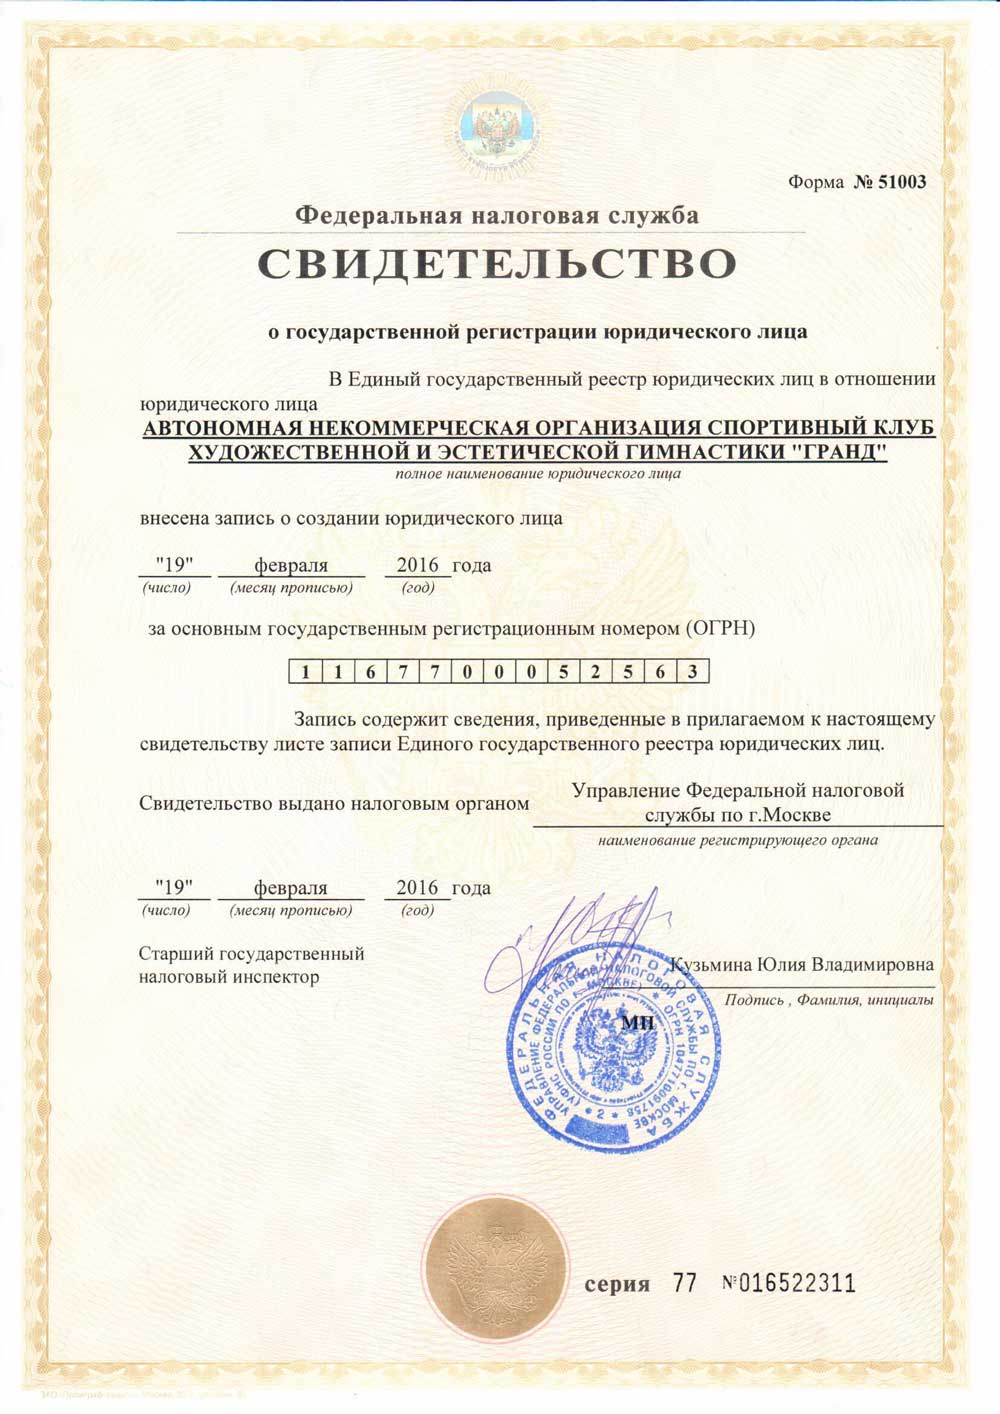 Форма № 51003
Федеральная налоговая служба
СВИДЕТЕЛЬСТВО
о государственной регистрации юридического лица
В Единый государственный реестр юридических лиц в отношении
юридического лица
АВТОНОМНАЯ НЕКОММЕРЧЕСКАЯ ОРГАНИЗАЦИЯ СПОРТИВНЫЙ КЛУБ
ХУДОЖЕСТВЕННОЙ И ЭСТЕТИЧЕСКОЙ ГИМНАСТИКИ "ГРАНД"
полное наименование юридического лица
внесена запись о создании юридического лица
"19" февраля 2016 года
(число) (месяц прописью) (год)
за основным государственным регистрационным номером (ОГРН)
1 1 6 7 7 0 0 0 5 2 5 6 3
Запись содержит сведения, приведенные в прилагаемом к настоящему
свидетельству листе записи Единого государственного реестра юридических лиц.
Свидетельство выдано налоговым органом
Управление Федеральной налоговой
службы по г.Москве
наименование регистрирующего органа
"19" февраля 2016 года
(число) (месяц прописью) (год)
Старший государственный
налоговый инспектор
Кузьмина Юлия Владимировна
Подпись , Фамилия, инициалы
МП
ФЕДЕРАЛЬНАЯ НАЛОГОВАЯ СЛУЖБА
УПРАВЛЕНИЕ ФЕДЕРАЛЬНОЙ НАЛОГОВОЙ СЛУЖБЫ ПО Г. МОСКВЕ
(УФНС РОССИИ ПО Г. МОСКВЕ) * ОГРН 1047710091758
* 2 *
серия 77 №016522311